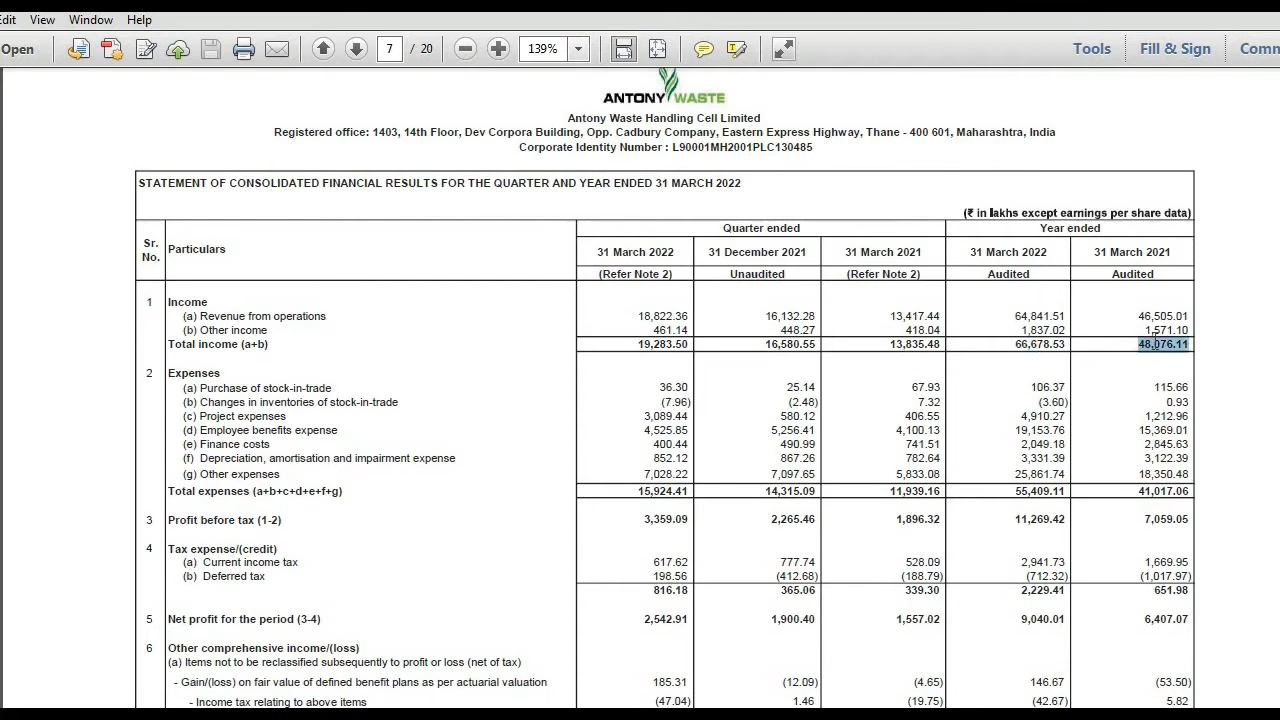 Edit View Window Help
Open 7 / 20 139% Tools Fill & Sign Comm
ANTONY WASTE
Antony Waste Handling Cell Limited
Registered office: 1403, 14th Floor, Dev Corpora Building, Opp. Cadbury Company, Eastern Express Highway, Thane - 400 601, Maharashtra, India
Corporate Identity Number : L90001MH2001PLC130485
STATEMENT OF CONSOLIDATED FINANCIAL RESULTS FOR THE QUARTER AND YEAR ENDED 31 MARCH 2022
(₹ in lakhs except earnings per share data)
Sr. No. Particulars Quarter ended Year ended
31 March 2022 31 December 2021 31 March 2021 31 March 2022 31 March 2021
(Refer Note 2) Unaudited (Refer Note 2) Audited Audited
1 Income
(a) Revenue from operations 18,822.36 16,132.28 13,417.44 64,841.51 46,505.01
(b) Other income 461.14 448.27 418.04 1,837.02 1,571.10
Total income (a+b) 19,283.50 16,580.55 13,835.48 66,678.53 48,076.11
2 Expenses
(a) Purchase of stock-in-trade 36.30 25.14 67.93 106.37 115.66
(b) Changes in inventories of stock-in-trade (7.96) (2.48) 7.32 (3.60) 0.93
(c) Project expenses 3,089.44 580.12 406.55 4,910.27 1,212.96
(d) Employee benefits expense 4,525.85 5,256.41 4,100.13 19,153.76 15,369.01
(e) Finance costs 400.44 490.99 741.51 2,049.18 2,845.63
(f) Depreciation, amortisation and impairment expense 852.12 867.26 782.64 3,331.39 3,122.39
(g) Other expenses 7,028.22 7,097.65 5,833.08 25,861.74 18,350.48
Total expenses (a+b+c+d+e+f+g) 15,924.41 14,315.09 11,939.16 55,409.11 41,017.06
3 Profit before tax (1-2) 3,359.09 2,265.46 1,896.32 11,269.42 7,059.05
4 Tax expense/(credit)
(a) Current income tax 617.62 777.74 528.09 2,941.73 1,669.95
(b) Deferred tax 198.56 (412.68) (188.79) (712.32) (1,017.97)
816.18 365.06 339.30 2,229.41 651.98
5 Net profit for the period (3-4) 2,542.91 1,900.40 1,557.02 9,040.01 6,407.07
6 Other comprehensive income/(loss)
(a) Items not to be reclassified subsequently to profit or loss (net of tax)
- Gain/(loss) on fair value of defined benefit plans as per actuarial valuation 185.31 (12.09) (4.65) 146.67 (53.50)
- Income tax relating to above items (47.04) 1.46 (19.75) (42.67) 5.82